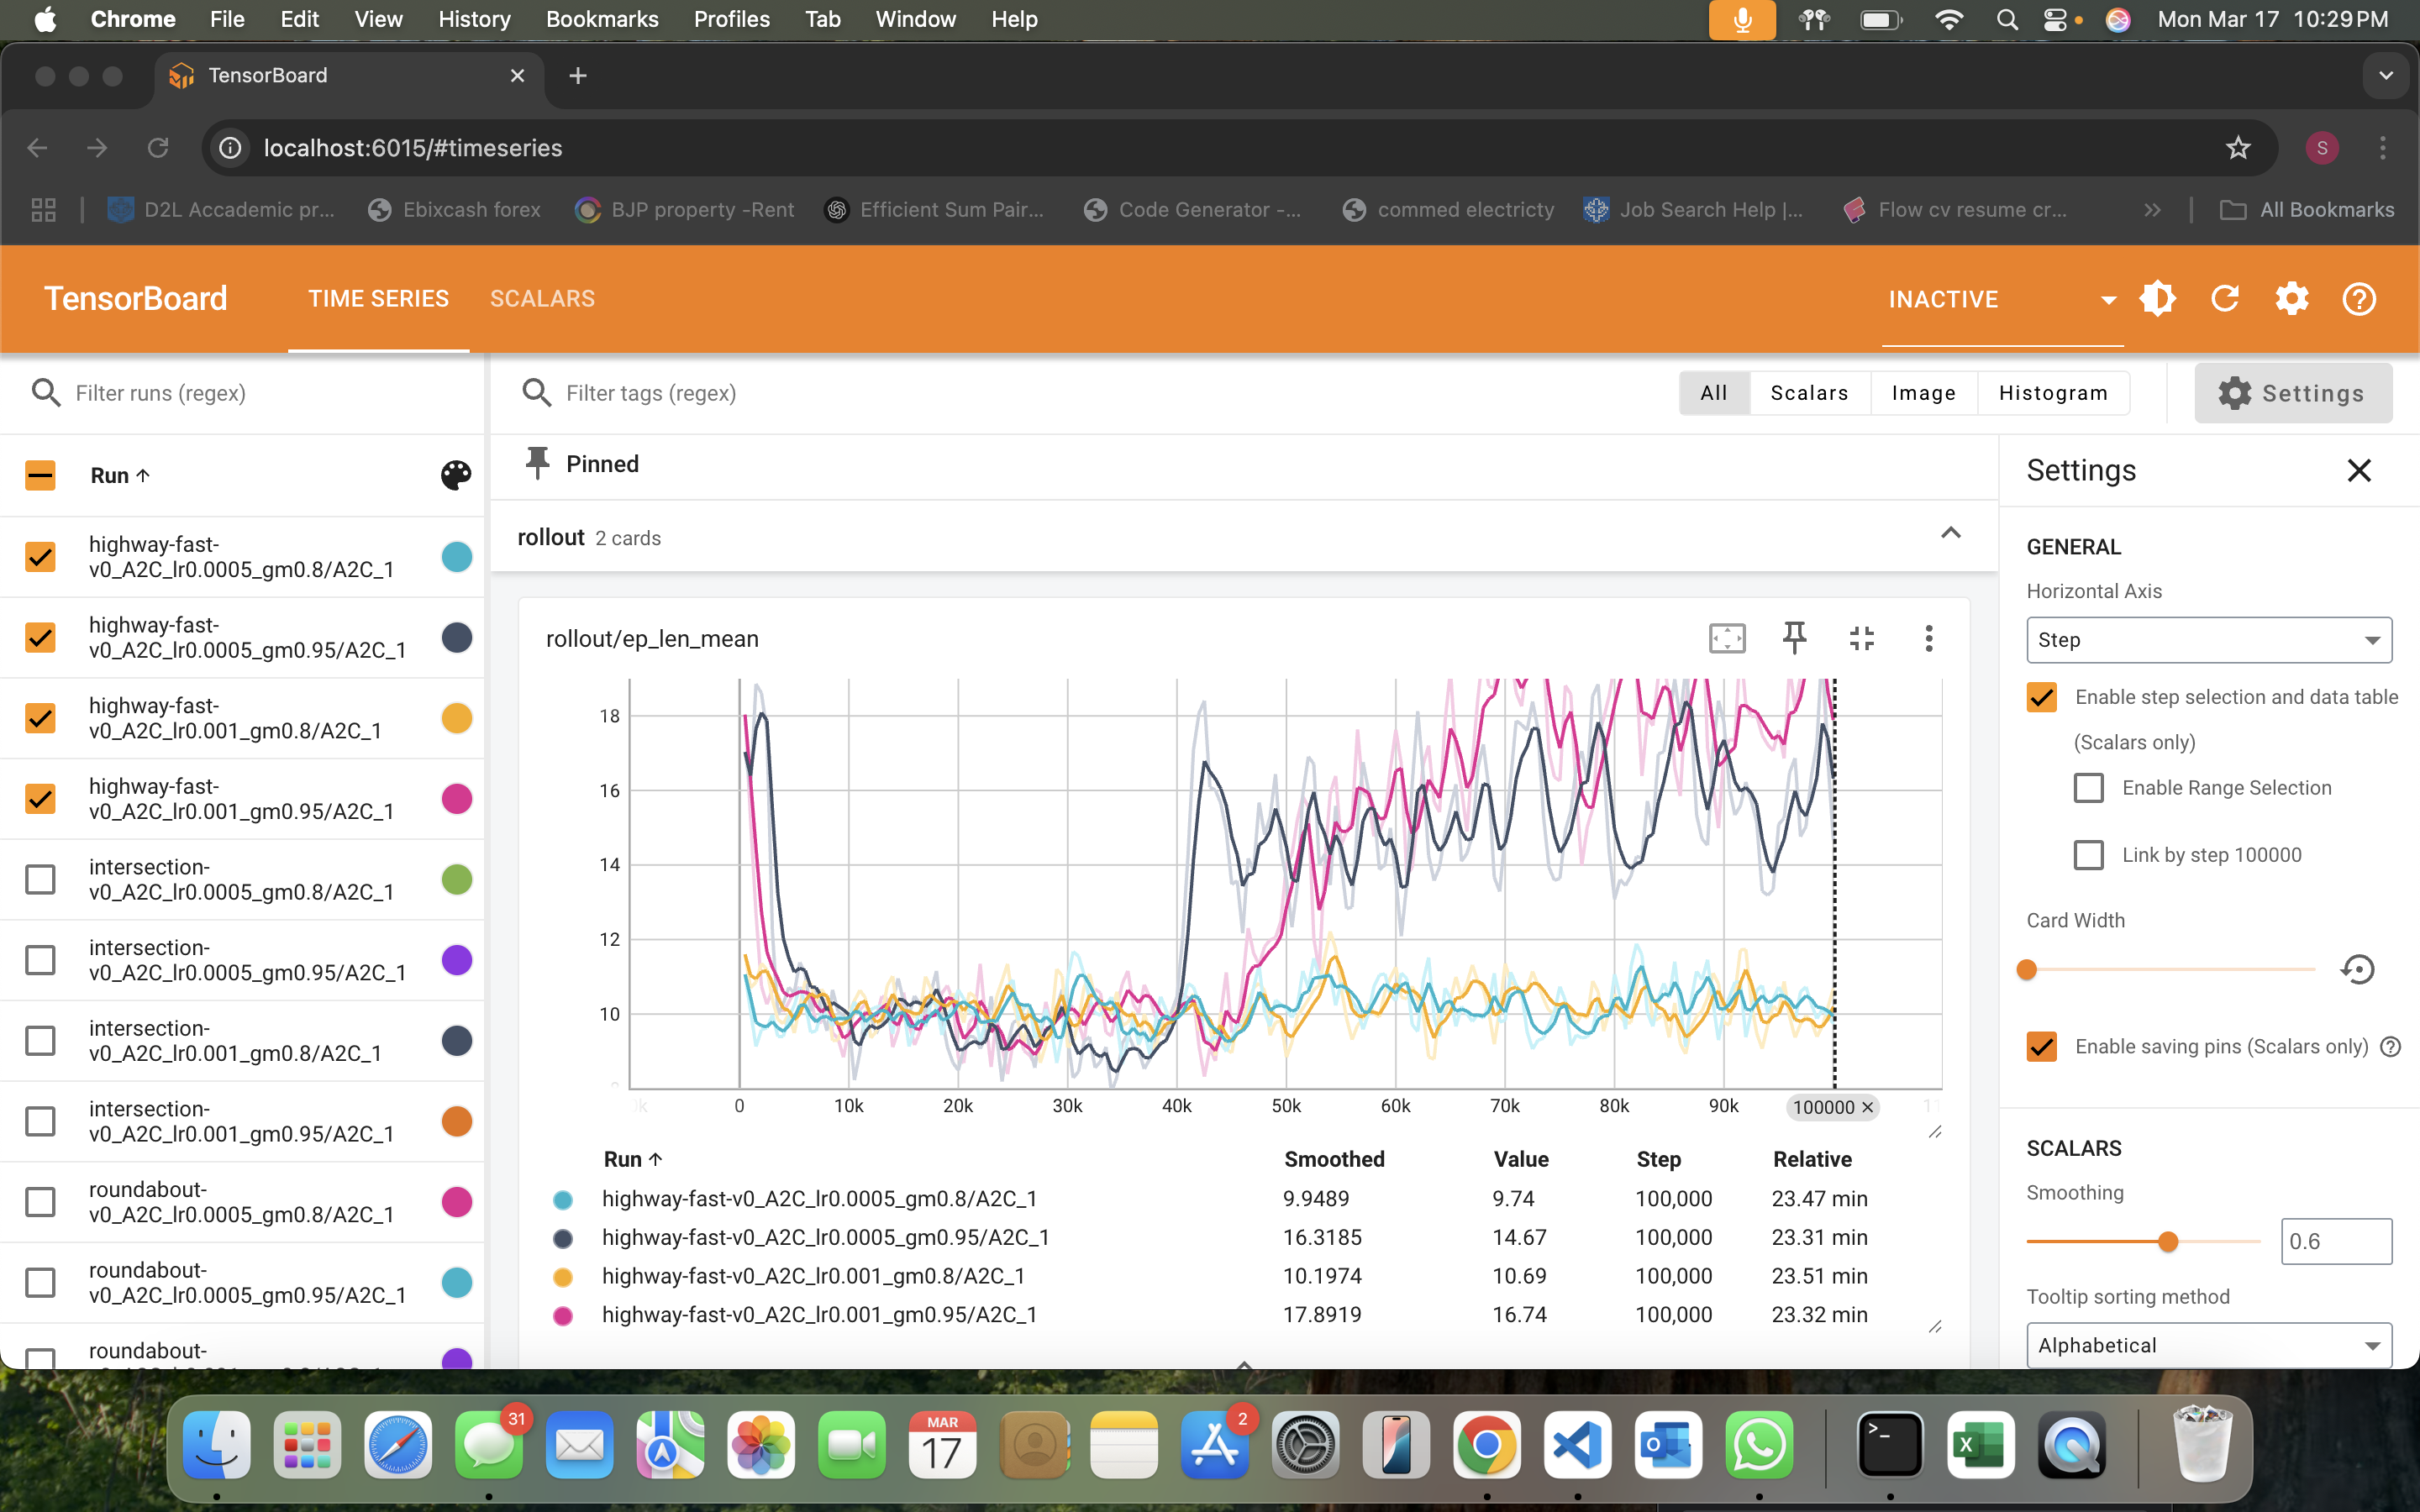 Chrome File Edit View History Bookmarks Profiles Tab Window Help Mon Mar 17 10:29 PM
TensorBoard
localhost:6015/#timeseries
S
D2L Accademic pr... Ebixcash forex BJP property -Rent Efficient Sum Pair... Code Generator -... commed electricty Job Search Help |... Flow cv resume cr... » All Bookmarks
TensorBoard TIME SERIES SCALARS INACTIVE
Filter runs (regex)
Filter tags (regex)
All Scalars Image Histogram Settings
Run ↑
highway-fast-
v0_A2C_lr0.0005_gm0.8/A2C_1
highway-fast-
v0_A2C_lr0.0005_gm0.95/A2C_1
highway-fast-
v0_A2C_lr0.001_gm0.8/A2C_1
highway-fast-
v0_A2C_lr0.001_gm0.95/A2C_1
intersection-
v0_A2C_lr0.0005_gm0.8/A2C_1
intersection-
v0_A2C_lr0.0005_gm0.95/A2C_1
intersection-
v0_A2C_lr0.001_gm0.8/A2C_1
intersection-
v0_A2C_lr0.001_gm0.95/A2C_1
roundabout-
v0_A2C_lr0.0005_gm0.8/A2C_1
roundabout-
v0_A2C_lr0.0005_gm0.95/A2C_1
roundabout-
Pinned
rollout 2 cards
rollout/ep_len_mean
18
16
14
12
10
0 10k 20k 30k 40k 50k 60k 70k 80k 90k 100000 ×
Run ↑ Smoothed Value Step Relative
highway-fast-v0_A2C_lr0.0005_gm0.8/A2C_1 9.9489 9.74 100,000 23.47 min
highway-fast-v0_A2C_lr0.0005_gm0.95/A2C_1 16.3185 14.67 100,000 23.31 min
highway-fast-v0_A2C_lr0.001_gm0.8/A2C_1 10.1974 10.69 100,000 23.51 min
highway-fast-v0_A2C_lr0.001_gm0.95/A2C_1 17.8919 16.74 100,000 23.32 min
Settings
GENERAL
Horizontal Axis
Step
Enable step selection and data table
(Scalars only)
Enable Range Selection
Link by step 100000
Card Width
Enable saving pins (Scalars only)
SCALARS
Smoothing
0.6
Tooltip sorting method
Alphabetical
31
MAR
17
2